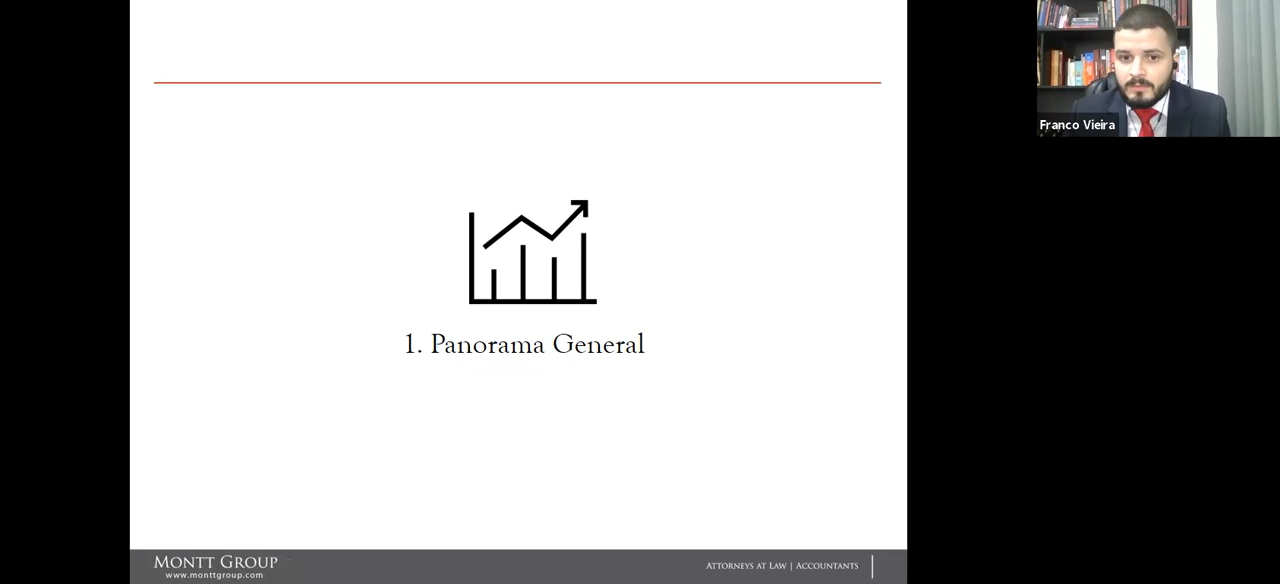 1. Panorama General
MONTT GROUP
www.monttgroup.com
ATTORNEYS AT LAW | ACCOUNTANTS
Franco Vieira